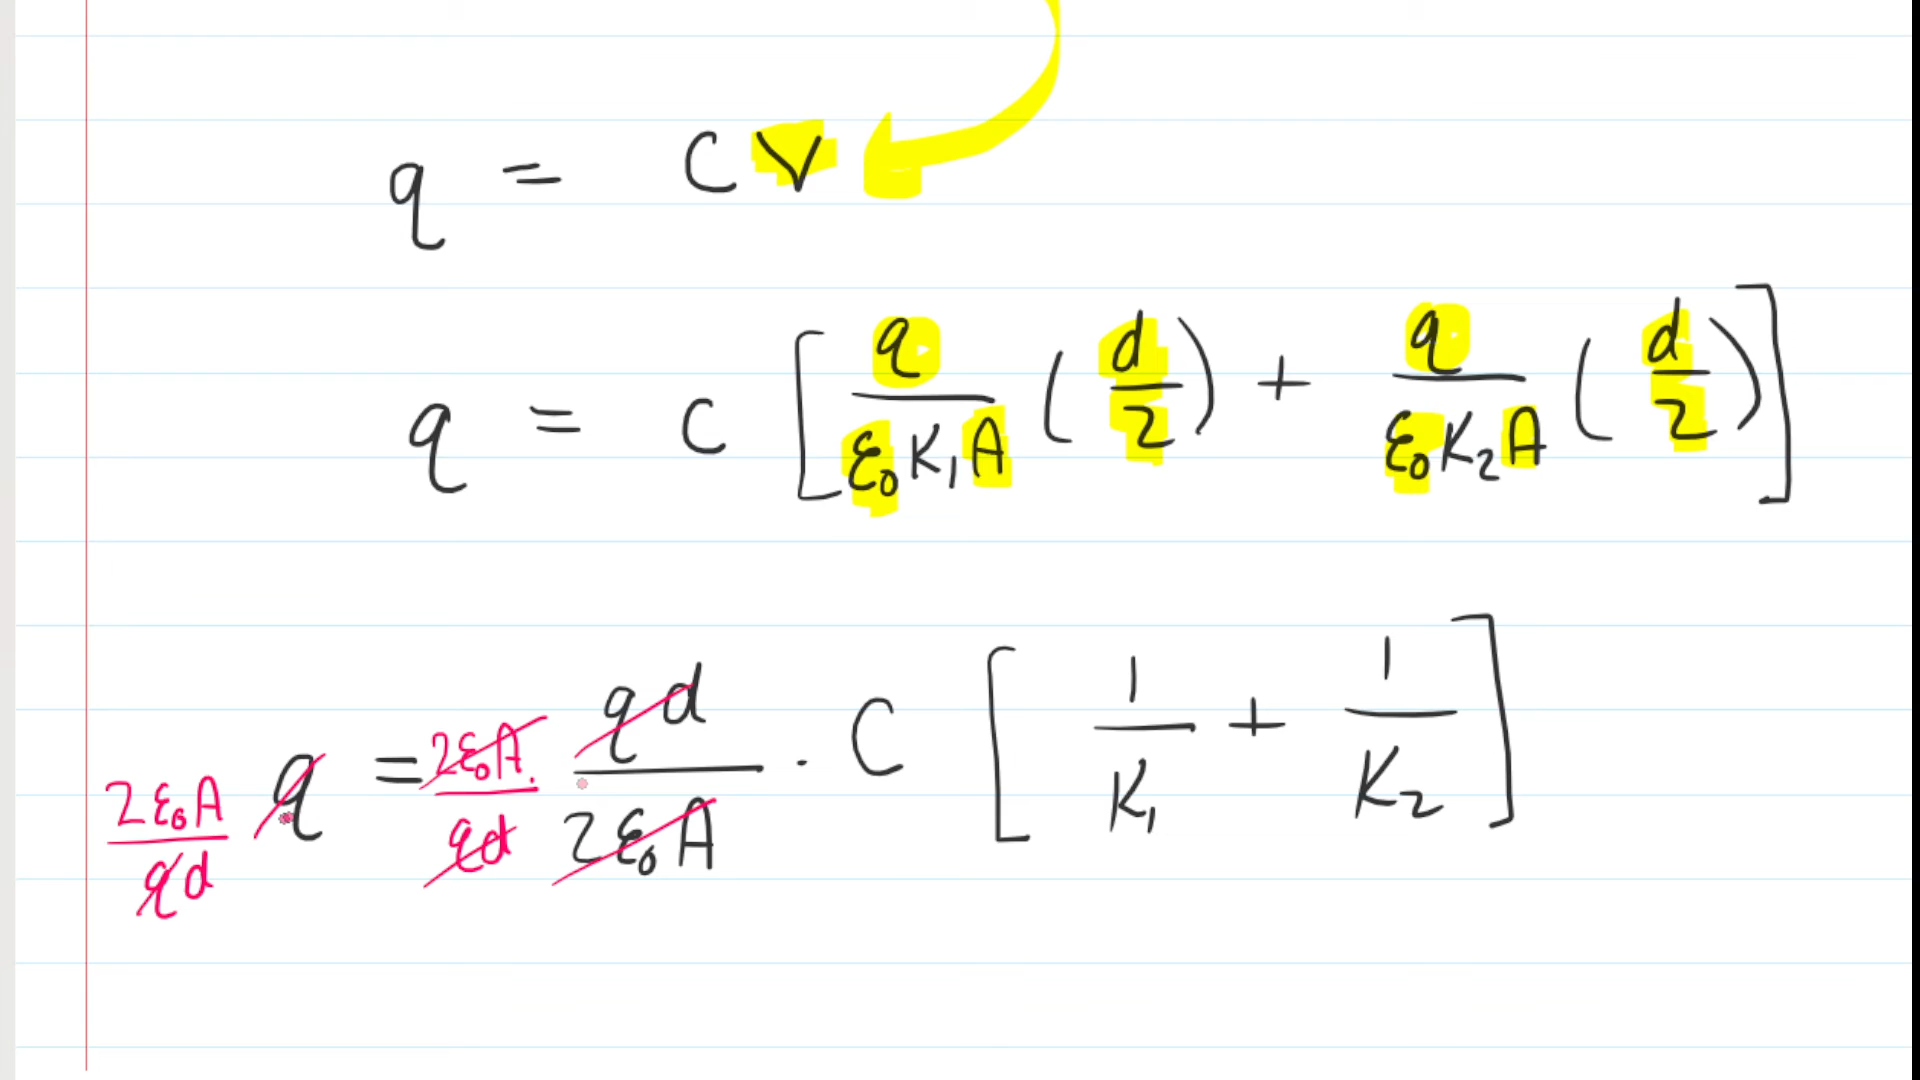 q = CV
q = C [ q/(ε₀K₁A) (d/2) + q/(ε₀K₂A) (d/2) ]
2ε₀A/(qd) q = 2ε₀A/(qd) · qd/(2ε₀A) · C [ 1/K₁ + 1/K₂ ]